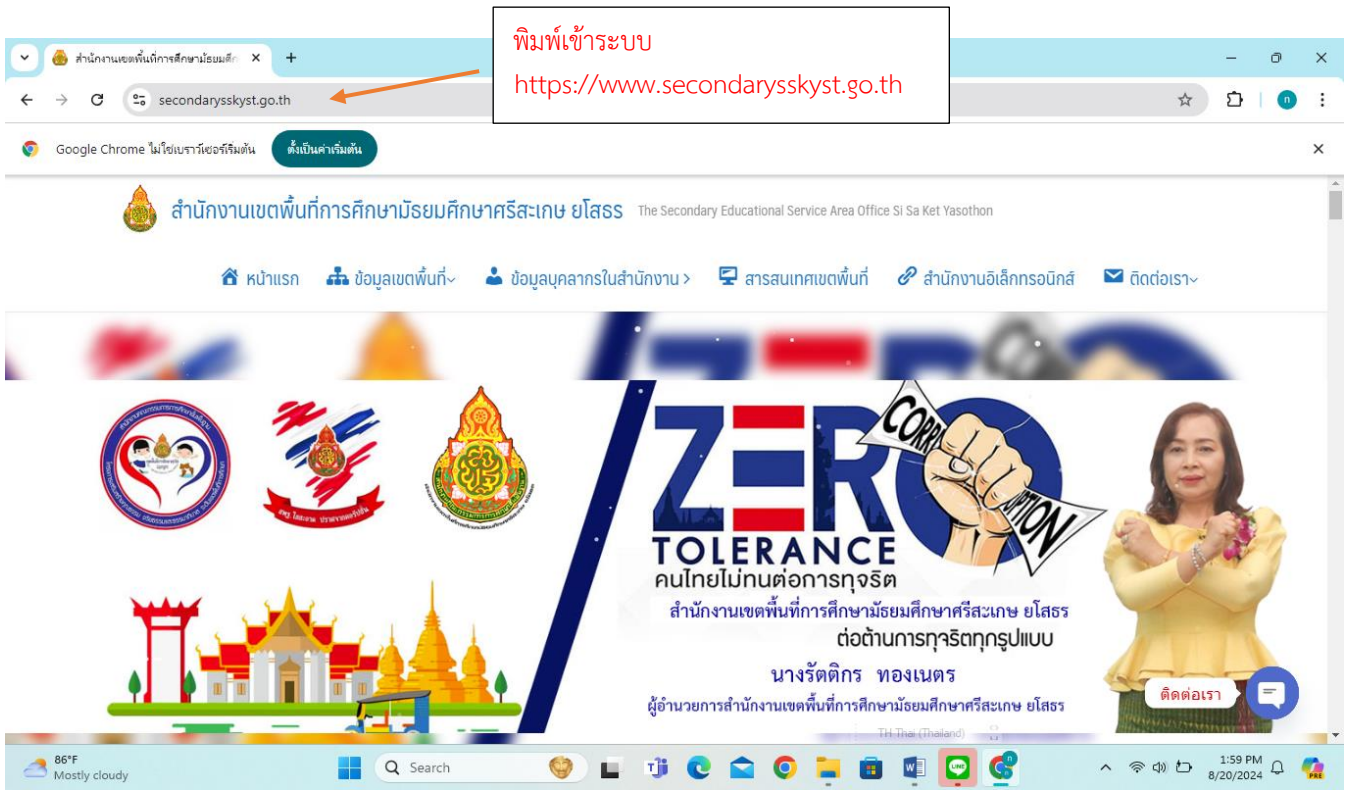 พิมพ์เข้าระบบ
https://www.secondarysskyst.go.th
สำนักงานเขตพื้นที่การศึกษามัธยมศึก
secondarysskyst.go.th
n
Google Chrome ไม่ใช่เบราว์เซอร์เริ่มต้น ตั้งเป็นค่าเริ่มต้น
สำนักงานเขตพื้นที่การศึกษามัธยมศึกษาศรีสะเกษ ยโสธร The Secondary Educational Service Area Office Si Sa Ket Yasothon
หน้าแรก ข้อมูลเขตพื้นที่ ข้อมูลบุคลากรในสำนักงาน > สารสนเทศเขตพื้นที่ สำนักงานอิเล็กทรอนิกส์ ติดต่อเรา
ZERO
CORRUPTION
TOLERANCE
คนไทยไม่ทนต่อการทุจริต
สำนักงานเขตพื้นที่การศึกษามัธยมศึกษาศรีสะเกษ ยโสธร
ต่อต้านการทุจริตทุกรูปแบบ
นางรัตติกร ทองเนตร
ผู้อำนวยการสำนักงานเขตพื้นที่การศึกษามัธยมศึกษาศรีสะเกษ ยโสธร
ติดต่อเรา
TH Thai (Thailand)
86°F
Mostly cloudy
Search
LINE
PRE
1:59 PM
8/20/2024